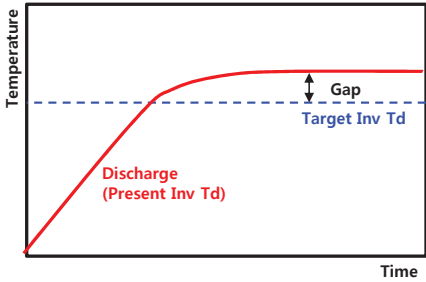 Temperature
Gap
Target Inv Td
Discharge
(Present Inv Td)
Time